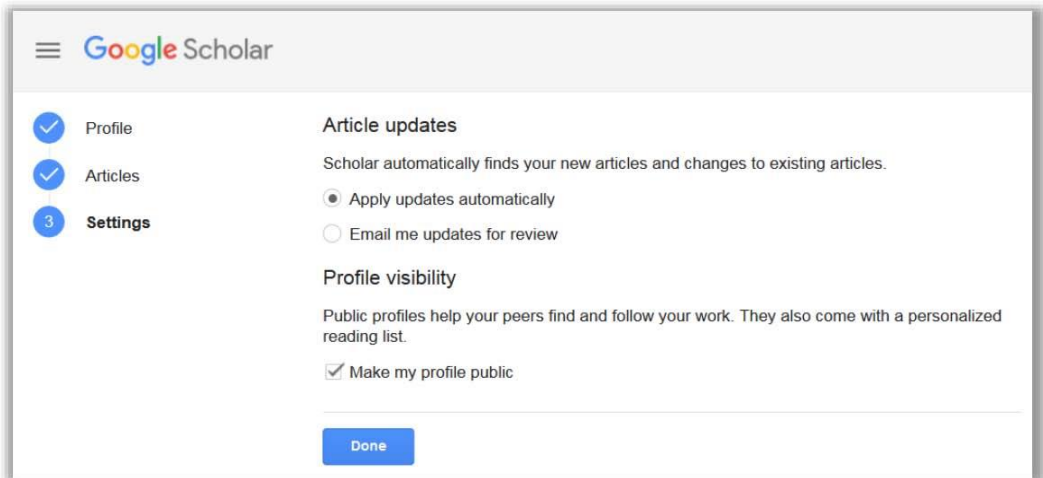 Google Scholar
Profile
Articles
3 Settings
Article updates
Scholar automatically finds your new articles and changes to existing articles.
Apply updates automatically
Email me updates for review
Profile visibility
Public profiles help your peers find and follow your work. They also come with a personalized
reading list.
Make my profile public
Done